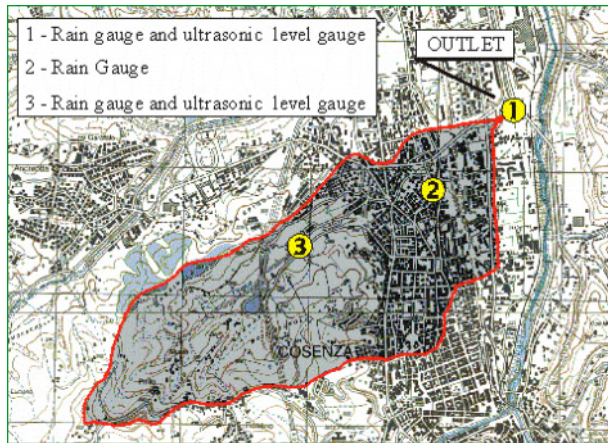 1 - Rain gauge and ultrasonic level gauge
2 - Rain Gauge
3 - Rain gauge and ultrasonic level gauge
OUTLET
1
2
3
COSENZA